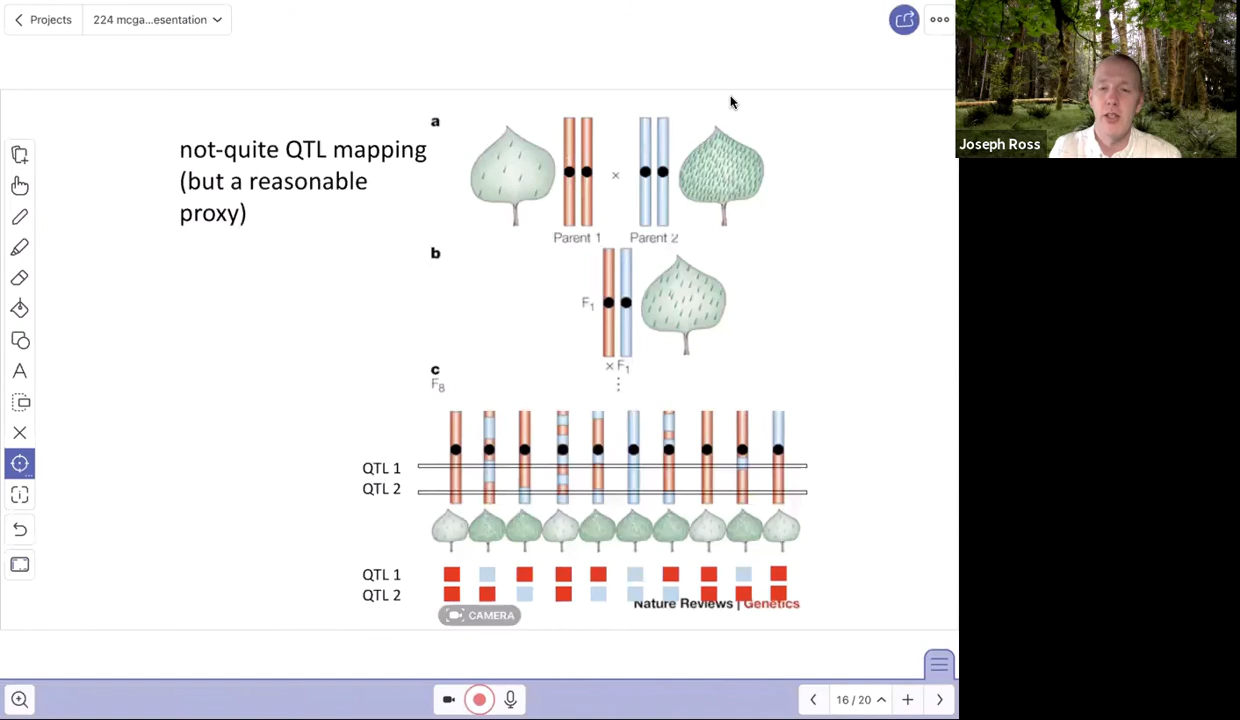 Projects
224 mcga...esentation
Joseph Ross
not-quite QTL mapping
(but a reasonable
proxy)
a
×
Parent 1
Parent 2
b
F1
× F1
c
F8
QTL 1
QTL 2
QTL 1
QTL 2
Nature Reviews | Genetics
CAMERA
16 / 20